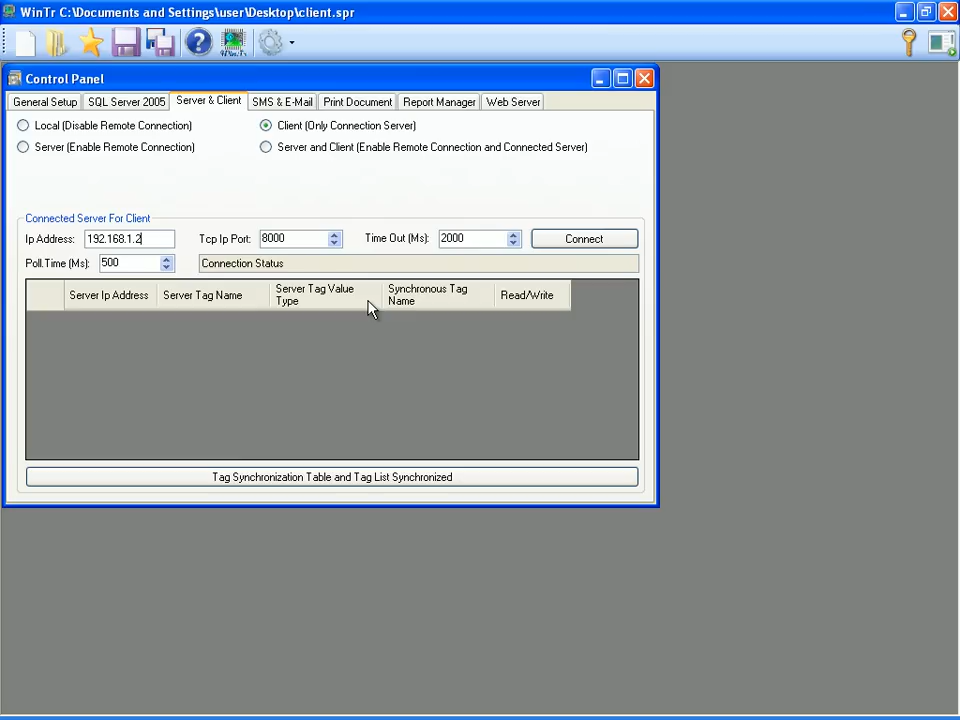 WinTr C:\Documents and Settings\user\Desktop\client.spr
Control Panel
General Setup SQL Server 2005 Server & Client SMS & E-Mail Print Document Report Manager Web Server
Local (Disable Remote Connection) Client (Only Connection Server)
Server (Enable Remote Connection) Server and Client (Enable Remote Connection and Connected Server)
Connected Server For Client
Ip Address: 192.168.1.2 Tcp Ip Port: 8000 Time Out (Ms): 2000 Connect
Poll.Time (Ms): 500 Connection Status
Server Ip Address Server Tag Name Server Tag Value Type Synchronous Tag Name Read/Write
Tag Synchronization Table and Tag List Synchronized